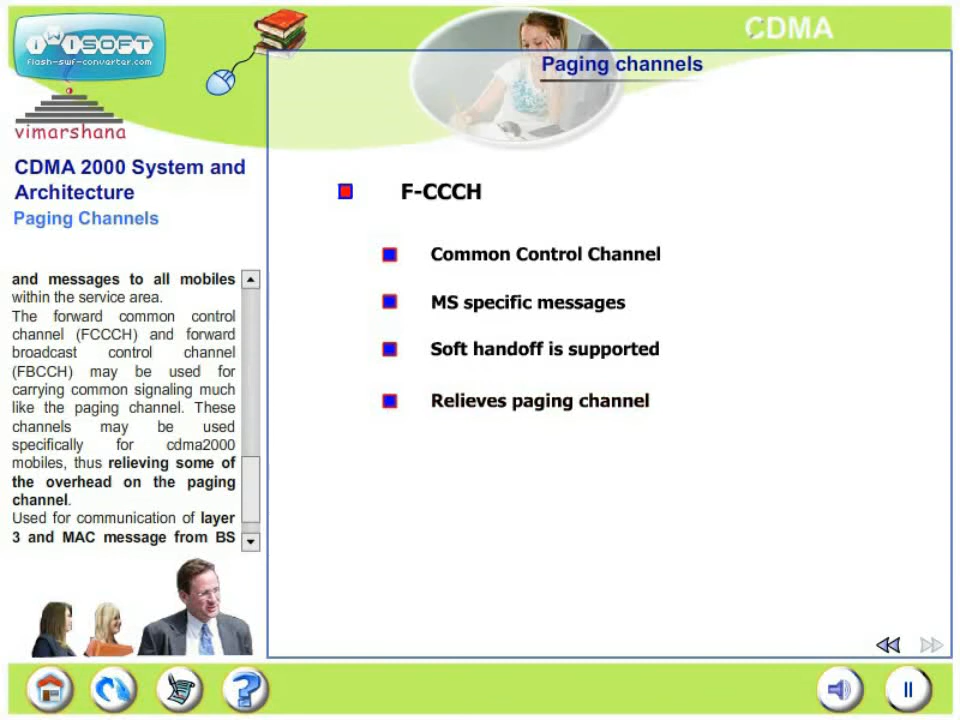 iWiSOFT
flash-swf-converter.com
CDMA
Paging channels
vimarshana
CDMA 2000 System and
Architecture
Paging Channels
and messages to all mobiles
within the service area.
The forward common control
channel (FCCCH) and forward
broadcast control channel
(FBCCH) may be used for
carrying common signaling much
like the paging channel. These
channels may be used
specifically for cdma2000
mobiles, thus relieving some of
the overhead on the paging
channel.
Used for communication of layer
3 and MAC message from BS
F-CCCH
Common Control Channel
MS specific messages
Soft handoff is supported
Relieves paging channel